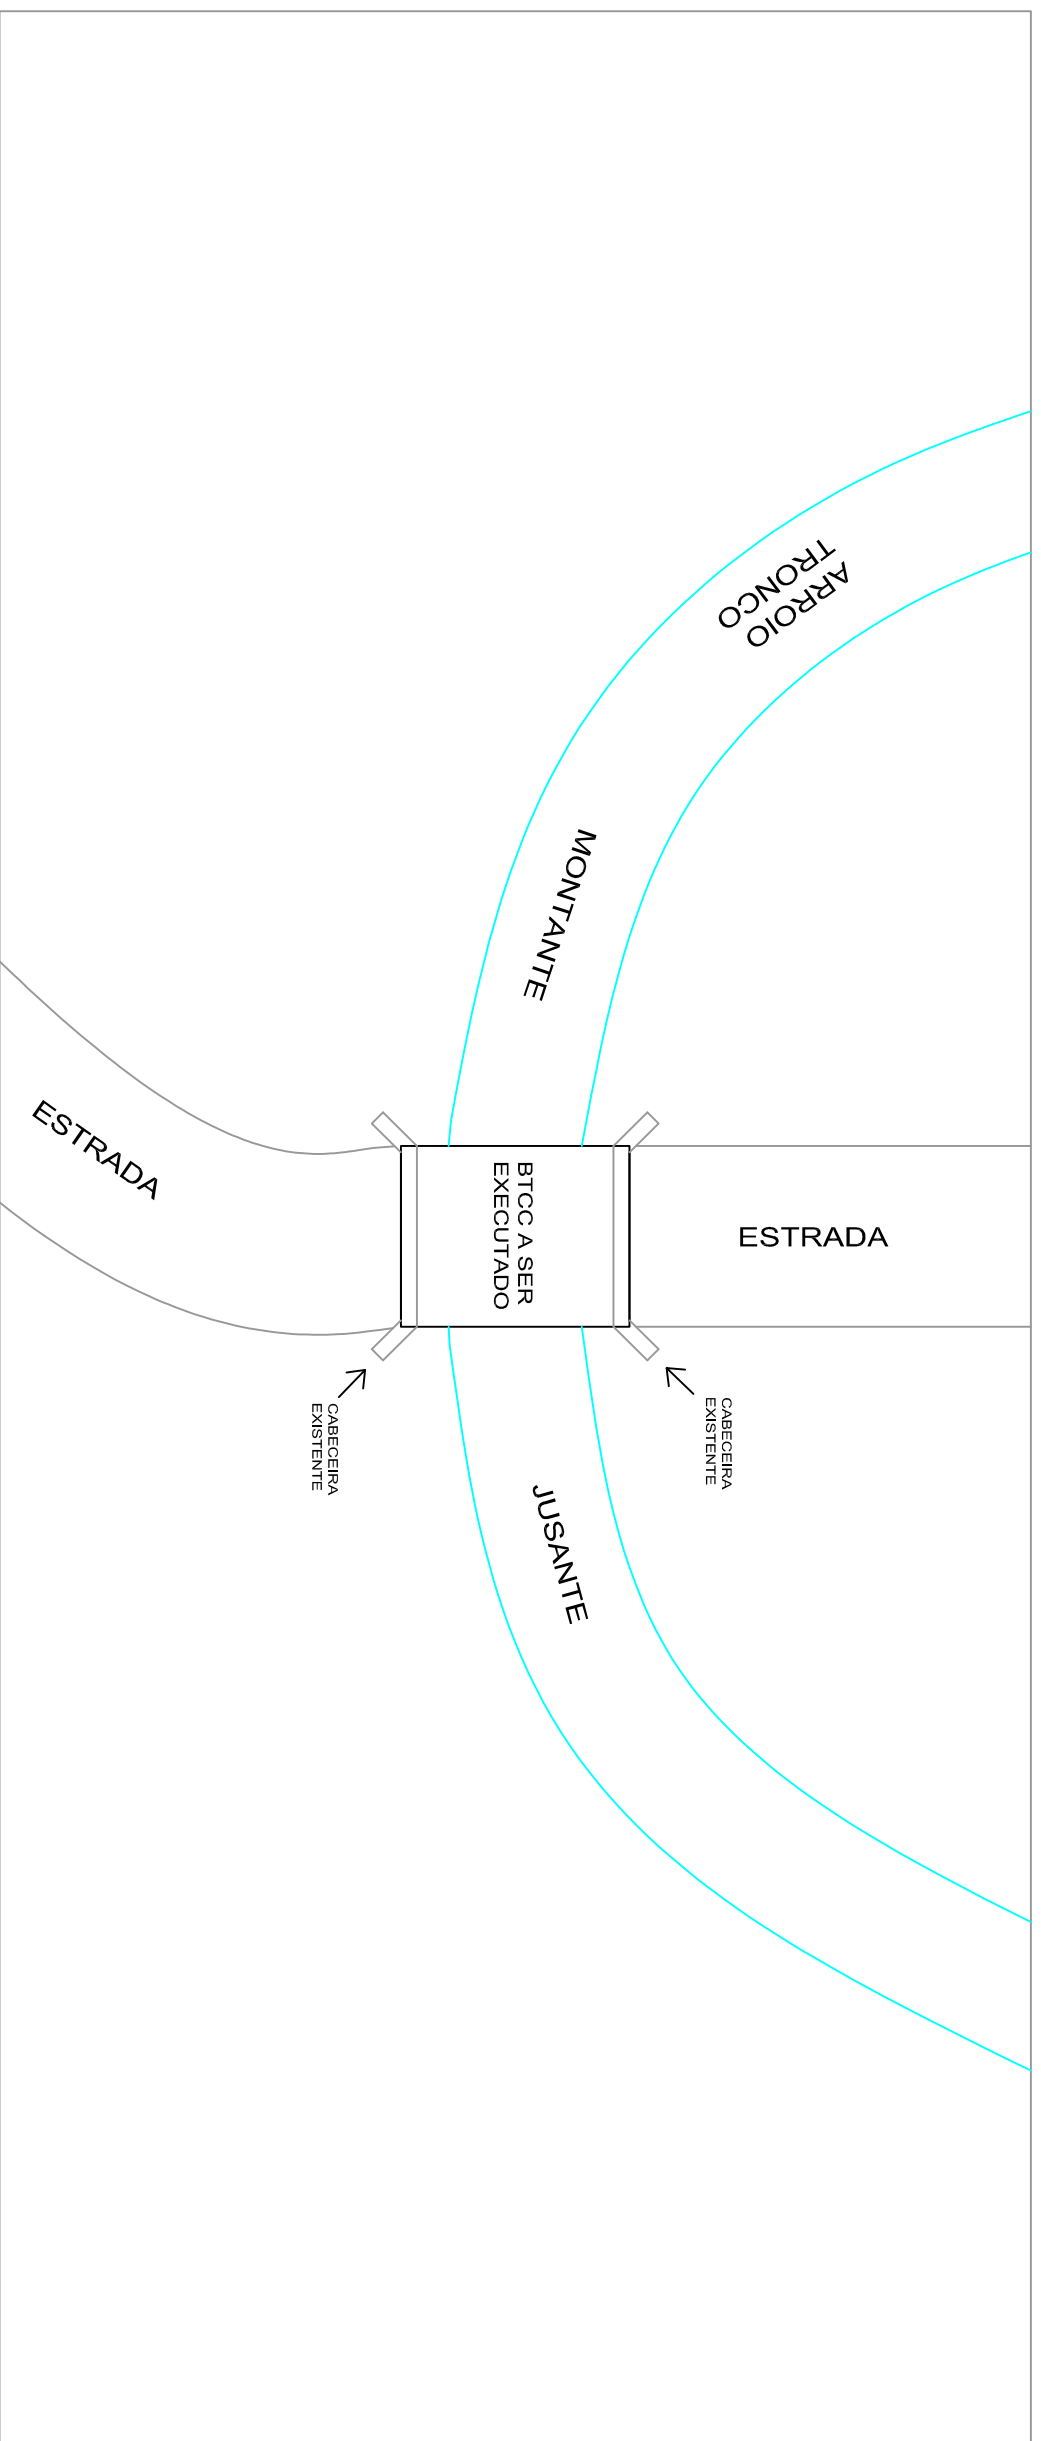 ARROIO
TRONCO
MONTANTE
ESTRADA
BTCC A SER
EXECUTADO
ESTRADA
CABECEIRA
EXISTENTE
CABECEIRA
EXISTENTE
JUSANTE